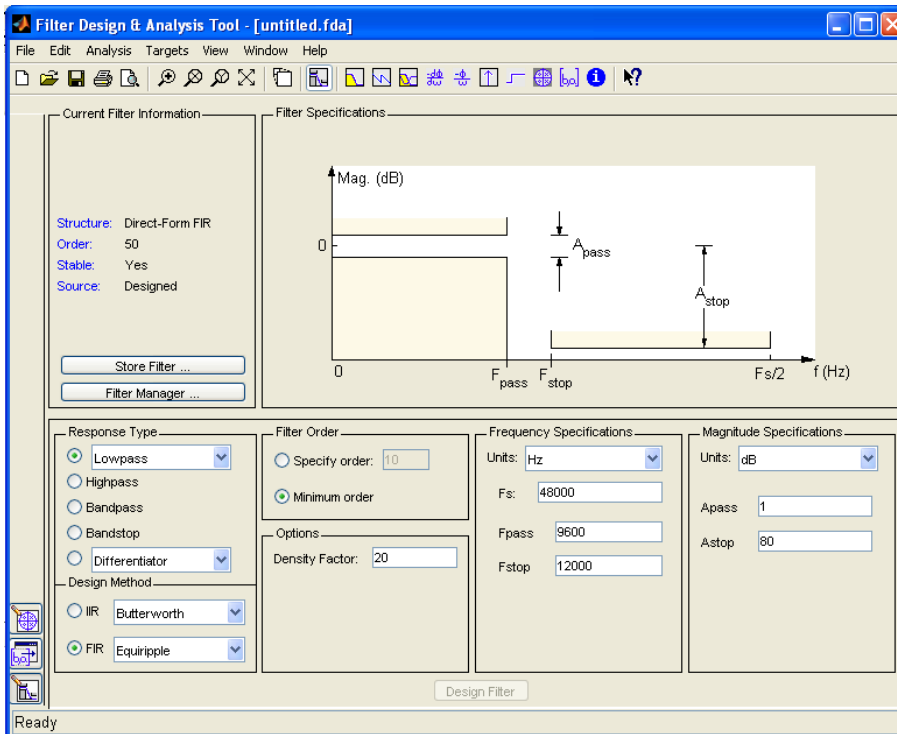 Filter Design & Analysis Tool - [untitled.fda]
File Edit Analysis Targets View Window Help
Current Filter Information
Structure: Direct-Form FIR
Order: 50
Stable: Yes
Source: Designed
Store Filter ...
Filter Manager ...
Filter Specifications
Mag. (dB)
0
A pass
A stop
0
F pass
F stop
Fs/2
f (Hz)
Response Type
Lowpass
Highpass
Bandpass
Bandstop
Differentiator
Design Method
IIR Butterworth
FIR Equiripple
Filter Order
Specify order: 10
Minimum order
Options
Density Factor: 20
Frequency Specifications
Units: Hz
Fs: 48000
Fpass 9600
Fstop 12000
Magnitude Specifications
Units: dB
Apass 1
Astop 80
Design Filter
Ready